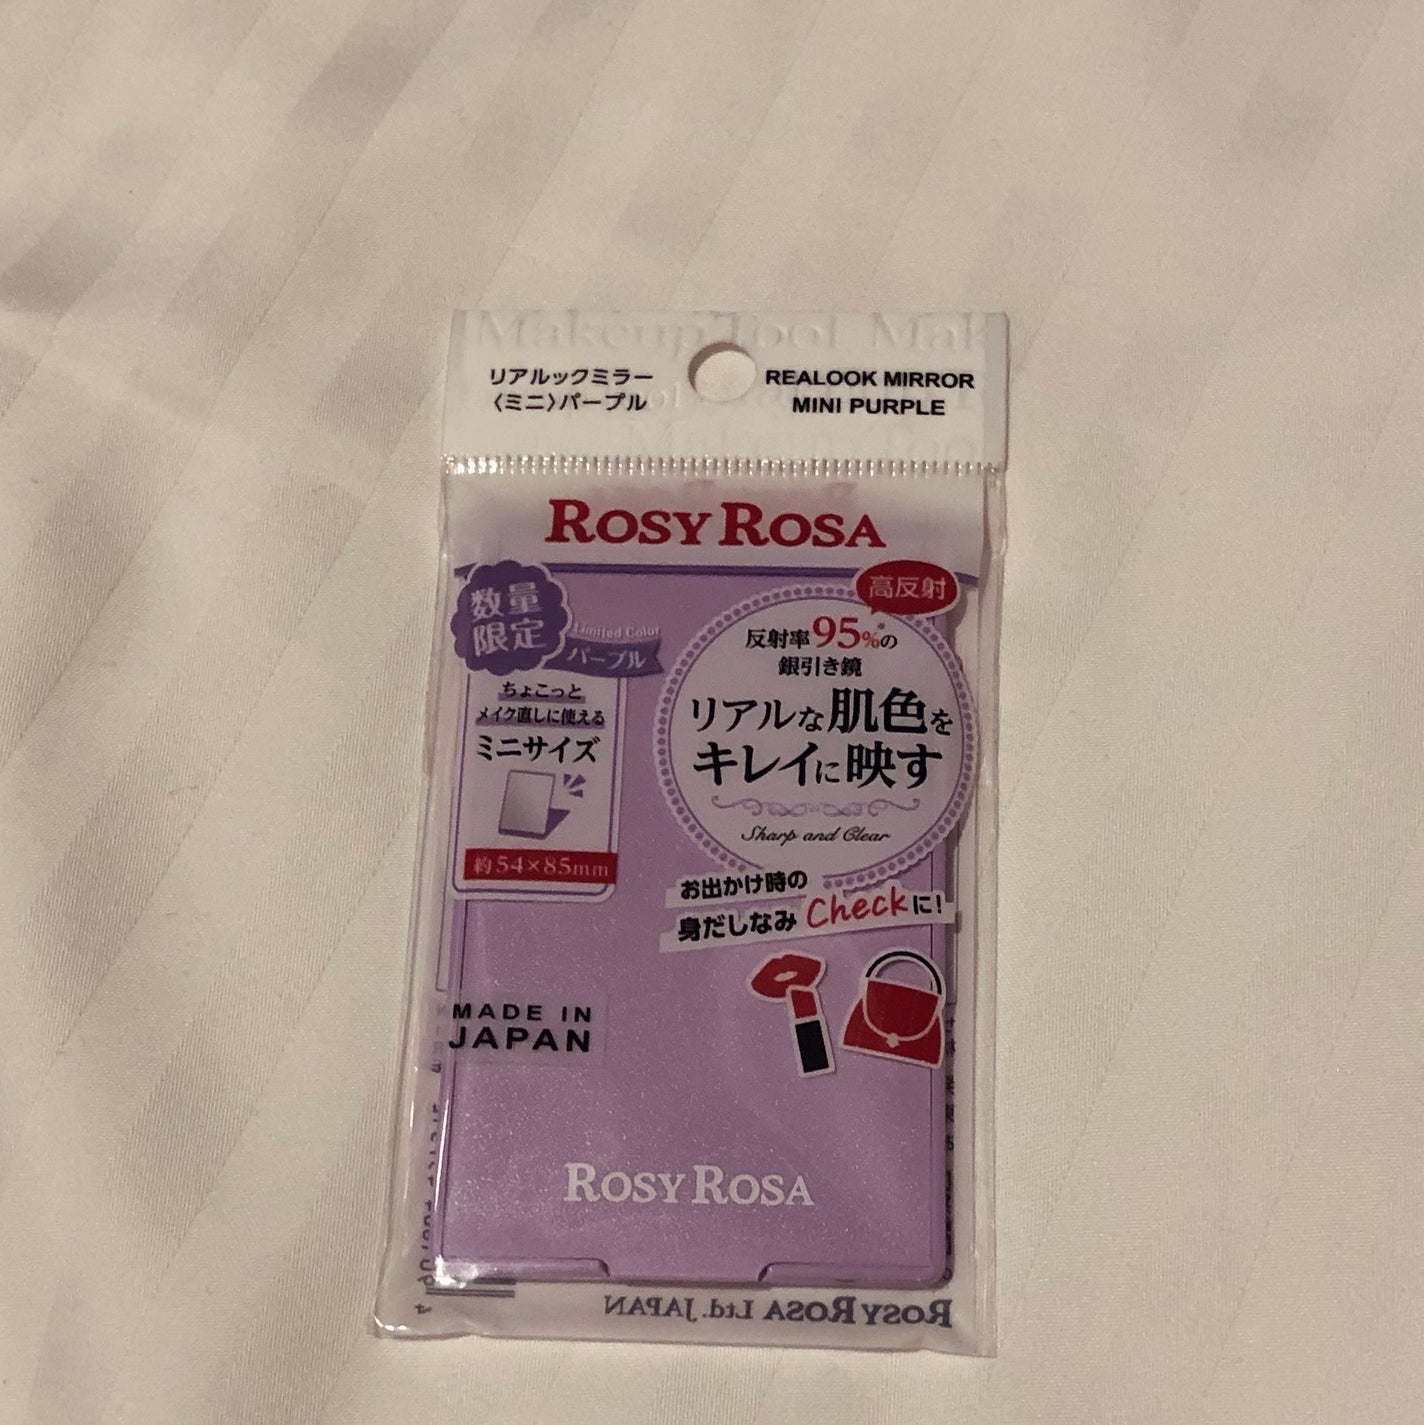 Makeup Tool Mak
リアルックミラー
〈ミニ〉パープル
REALOOK MIRROR
MINI PURPLE
ROSY ROSA
数量
限定
Limited Color
パープル
高反射
反射率95%※の
銀引き鏡
リアルな肌色を
キレイに映す
Sharp and Clear
ちょこっと
メイク直しに使える
ミニサイズ
約54×85mm
お出かけ時の
身だしなみCheckに!
MADE IN
JAPAN
ROSY ROSA
ROSY ROSA Ltd. JAPAN